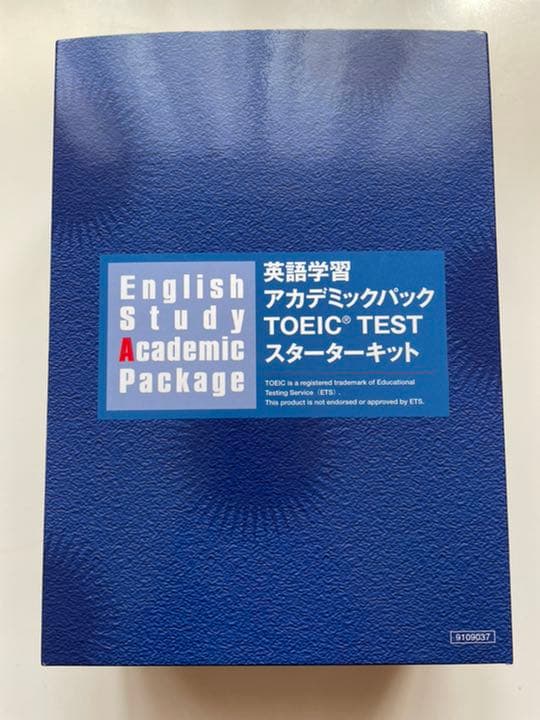 English
Study
Academic
Package
英語学習
アカデミックパック
TOEIC® TEST
スターターキット
TOEIC is a registered trademark of Educational
Testing Service（ETS）.
This product is not endorsed or approved by ETS.
9109037